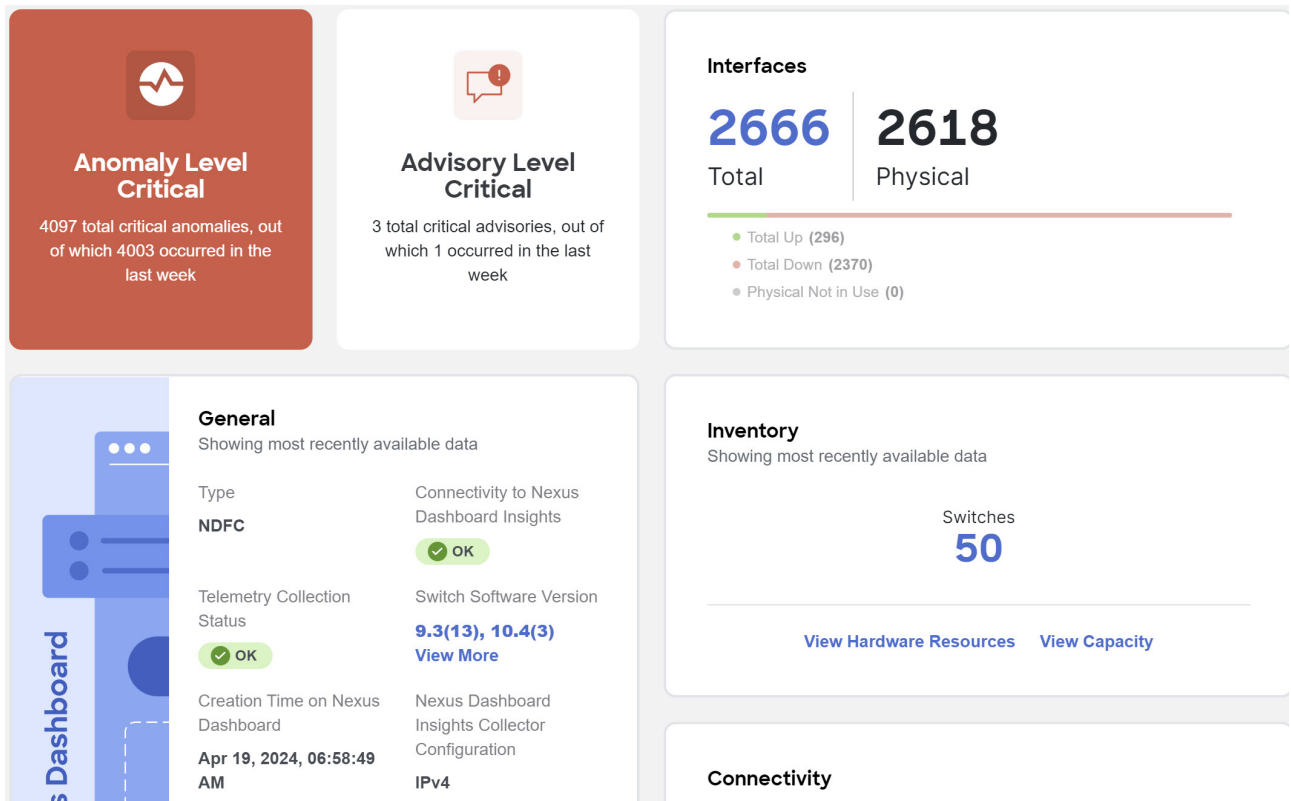 Anomaly Level
Critical
4097 total critical anomalies, out
of which 4003 occurred in the
last week
Advisory Level
Critical
3 total critical advisories, out of
which 1 occurred in the last
week
Interfaces
2666
Total
2618
Physical
Total Up (296)
Total Down (2370)
Physical Not in Use (0)
General
Showing most recently available data
Type
NDFC
Connectivity to Nexus
Dashboard Insights
OK
Telemetry Collection
Status
OK
Switch Software Version
9.3(13), 10.4(3)
View More
Creation Time on Nexus
Dashboard
Apr 19, 2024, 06:58:49
AM
Nexus Dashboard
Insights Collector
Configuration
IPv4
Dashboard
Inventory
Showing most recently available data
Switches
50
View Hardware Resources
View Capacity
Connectivity